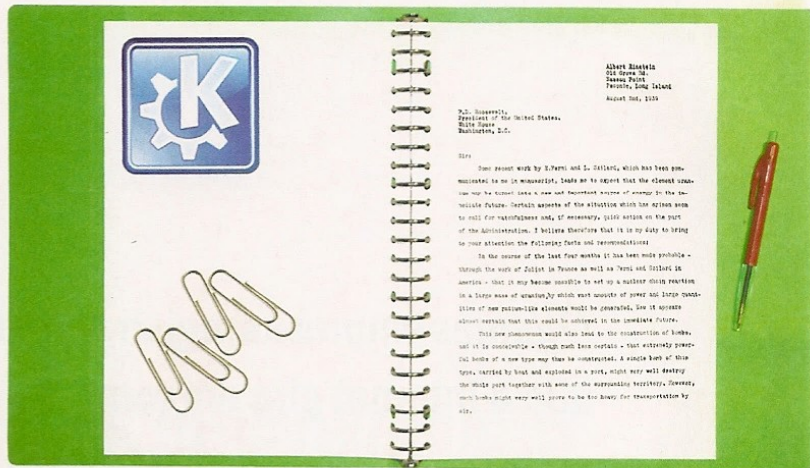 K
Albert Einstein
Old Grove Rd.
Nassau Point
Peconic, Long Island
August 2nd, 1939
F.D. Roosevelt,
President of the United States,
White House
Washington, D.C.
Sir:
Some recent work by E.Fermi and L. Szilard, which has been com-
municated to me in manuscript, leads me to expect that the element uran-
ium may be turned into a new and important source of energy in the im-
mediate future. Certain aspects of the situation which has arisen seem
to call for watchfulness and, if necessary, quick action on the part
of the Administration. I believe therefore that it is my duty to bring
to your attention the following facts and recommendations:
In the course of the last four months it has been made probable -
through the work of Joliot in France as well as Fermi and Szilard in
America - that it may become possible to set up a nuclear chain reaction
in a large mass of uranium,by which vast amounts of power and large quant-
ities of new radium-like elements would be generated. Now it appears
almost certain that this could be achieved in the immediate future.
This new phenomenon would also lead to the construction of bombs,
and it is conceivable - though much less certain - that extremely power-
ful bombs of a new type may thus be constructed. A single bomb of this
type, carried by boat and exploded in a port, might very well destroy
the whole port together with some of the surrounding territory. However,
such bombs might very well prove to be too heavy for transportation by
air.